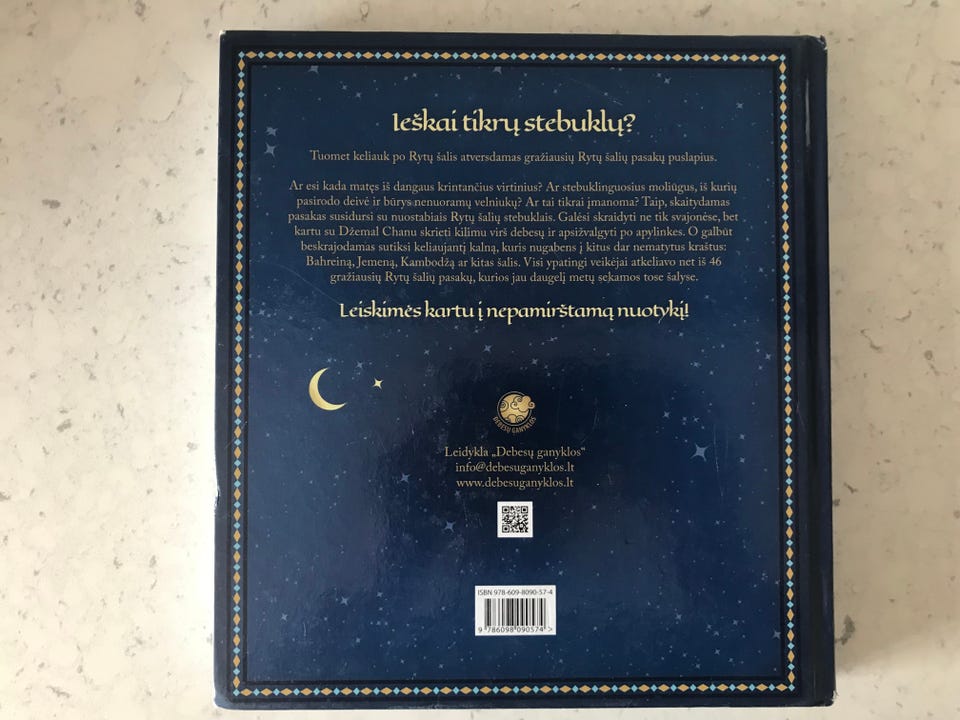 Ieškai tikrų stebuklų?
Tuomet keliauk po Rytų šalis atversdamas gražiausių Rytų šalių pasakų puslapius.
Ar esi kada matęs iš dangaus krintančius virtinius? Ar stebuklinguosius moliūgus, iš kurių
pasirodo deivė ir būrys nenuoramų velniukų? Ar tai tikrai įmanoma? Taip, skaitydamas
pasakas susidursi su nuostabiais Rytų šalių stebuklais. Galėsi skraidyti ne tik svajonėse, bet
kartu su Džemal Chanu skrieti kilimu virš debesų ir apsižvalgyti po apylinkes. O galbūt
beskrajodamas sutiksi keliaujantį kalną, kuris nugabens į kitus dar nematytus kraštus:
Bahreiną, Jemeną, Kambodžą ar kitas šalis. Visi ypatingi veikėjai atkeliavo net iš 46
gražiausių Rytų šalių pasakų, kurios jau daugelį metų sekamos tose šalyse.
Leiskimės kartu į nepamirštamą nuotykį!
DEBESŲ GANYKLOS
Leidykla „Debesų ganyklos“
info@debesuganyklos.lt
www.debesuganyklos.lt
ISBN 978-609-8090-57-4
9 786098 090574 >